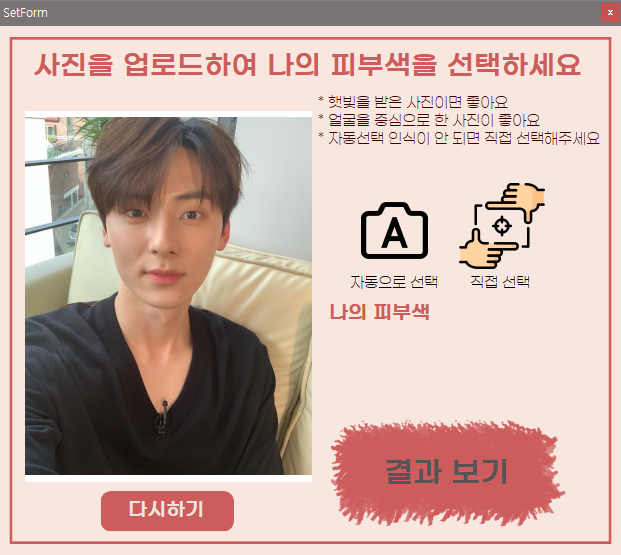 SetForm
x
사진을 업로드하여 나의 피부색을 선택하세요
* 햇빛을 받은 사진이면 좋아요
* 얼굴을 중심으로 한 사진이 좋아요
* 자동선택 인식이 안 되면 직접 선택해주세요
A
자동으로 선택
직접 선택
나의 피부색
결과 보기
다시하기